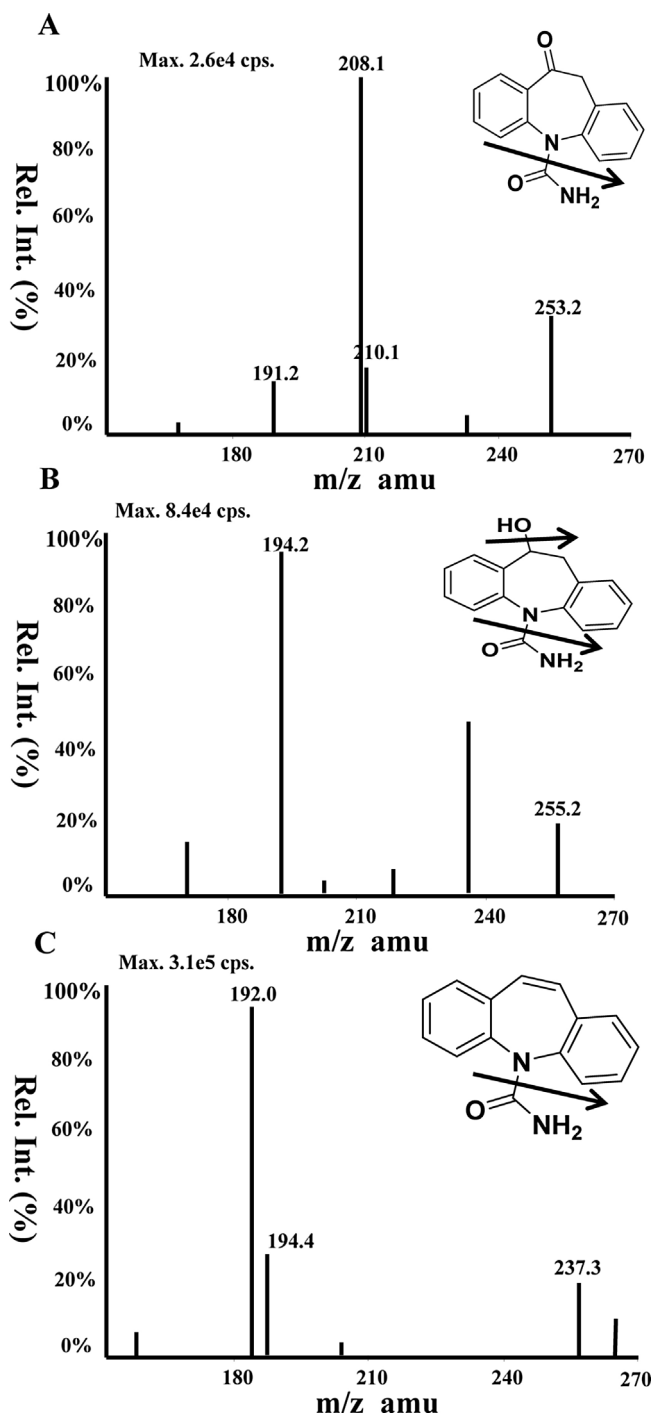 A
Max. 2.6e4 cps.
208.1
100%
80%
60%
40%
20%
0%
Rel. Int. (%)
191.2
210.1
253.2
O
N
O
NH2
180
210
240
270
m/z amu
B
Max. 8.4e4 cps.
194.2
100%
80%
60%
40%
20%
0%
Rel. Int. (%)
255.2
HO
N
O
NH2
180
210
240
270
m/z amu
C
Max. 3.1e5 cps.
192.0
100%
80%
60%
40%
20%
0%
Rel. Int. (%)
194.4
237.3
N
O
NH2
180
210
240
270
m/z amu